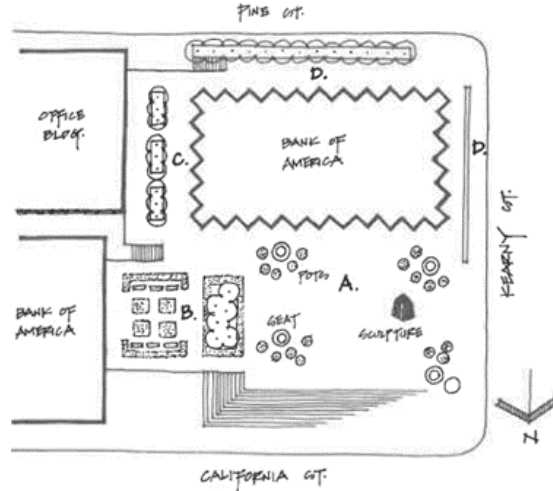 PINE ST.
D.
OFFICE
BLDG.
BANK OF
AMERICA
C.
D.
KEARNY ST.
POTS
A.
BANK OF
AMERICA
B.
SEAT
SCULPTURE
N
CALIFORNIA ST.